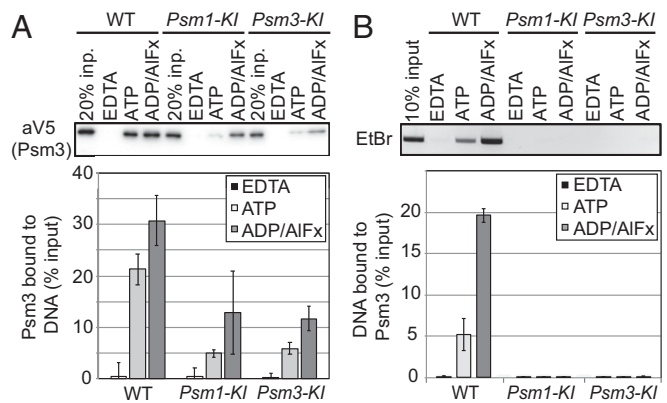 A
WT Psm1-KI Psm3-KI
20% inp. EDTA ATP ADP/AlFx 20% inp. EDTA ATP ADP/AlFx 20% inp. EDTA ATP ADP/AlFx
aV5
(Psm3)
40
30
20
10
0
Psm3 bound to
DNA (% input)
EDTA
ATP
ADP/AlFx
WT Psm1-KI Psm3-KI
B
WT Psm1-KI Psm3-KI
10% input EDTA ATP ADP/AlFx EDTA ATP ADP/AlFx EDTA ATP ADP/AlFx
EtBr
20
15
10
5
0
DNA bound to
Psm3 (% input)
EDTA
ATP
ADP/AlFx
WT Psm1-KI Psm3-KI